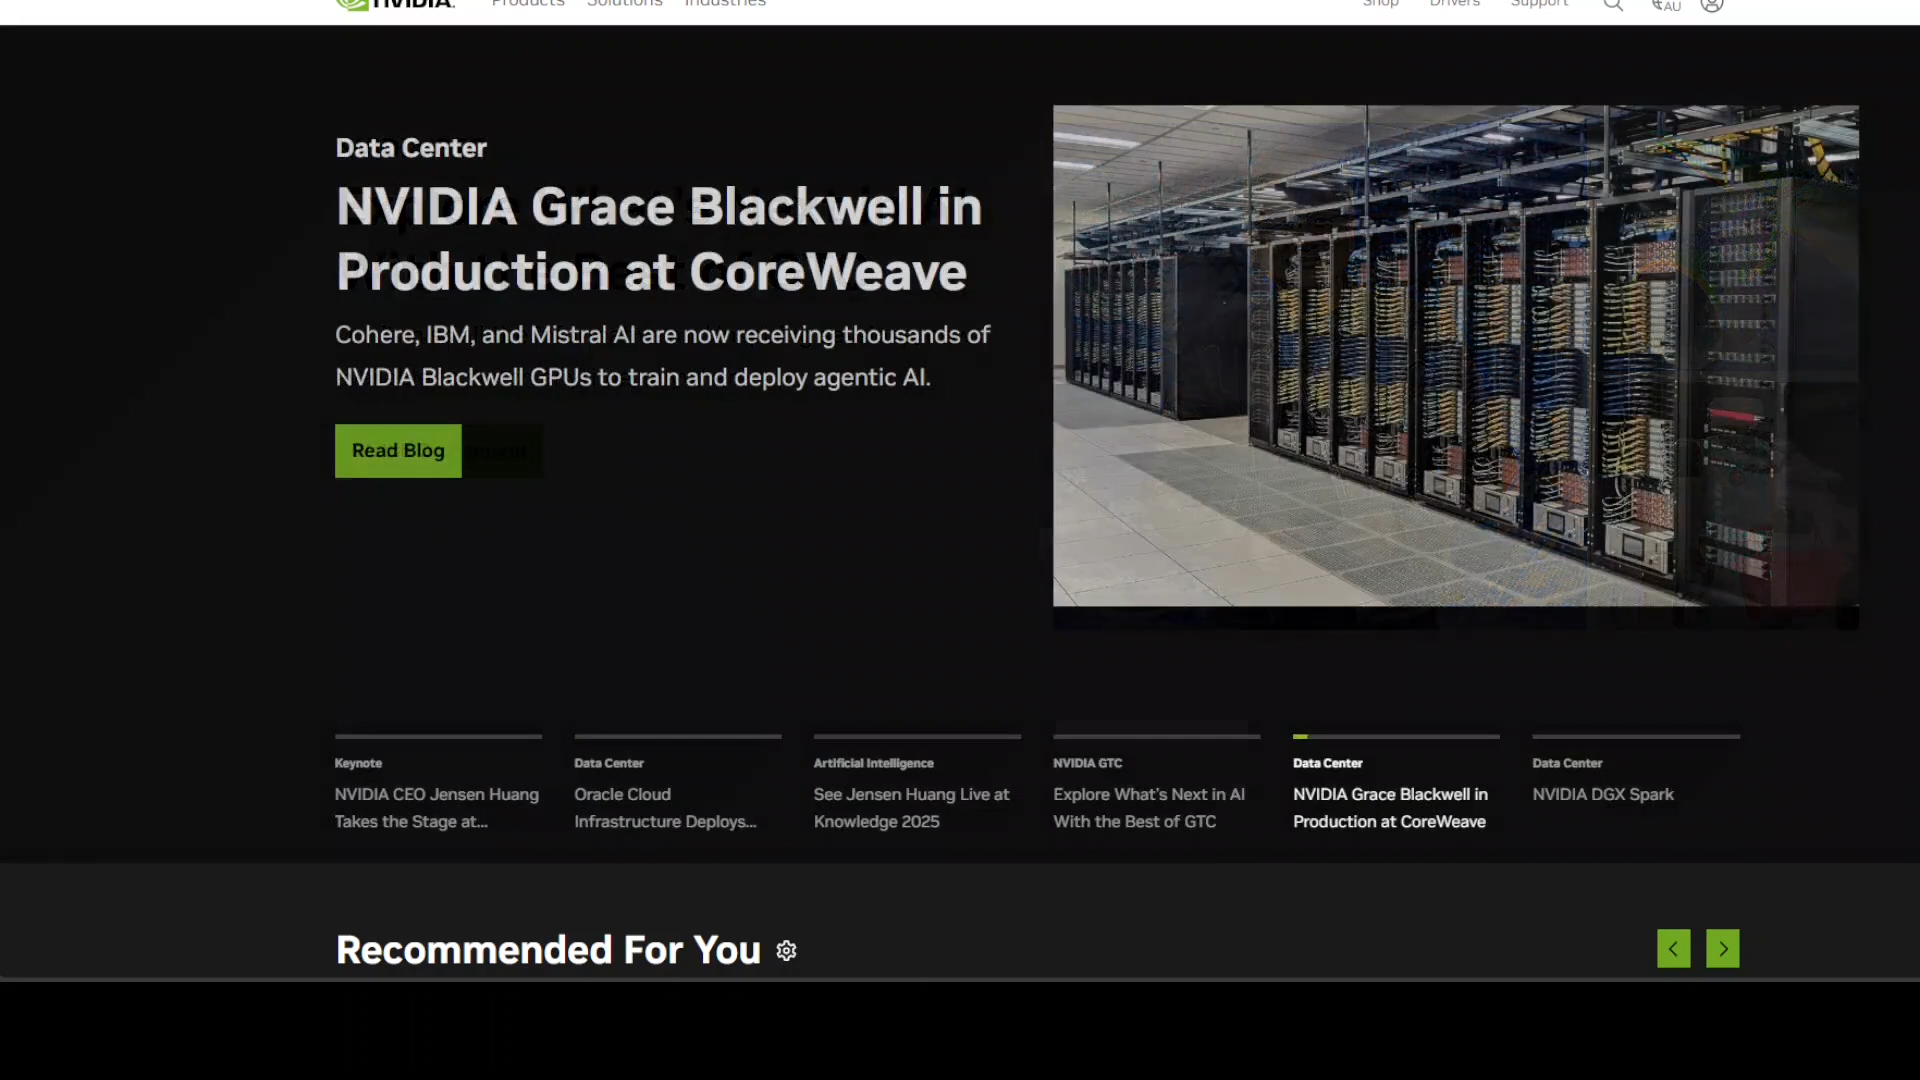 NVIDIA.
Products Solutions Industries
Shop Drivers Support AU
Data Center
NVIDIA Grace Blackwell in
Production at CoreWeave
Cohere, IBM, and Mistral AI are now receiving thousands of
NVIDIA Blackwell GPUs to train and deploy agentic AI.
Read Blog
Keynote
NVIDIA CEO Jensen Huang
Takes the Stage at...
Data Center
Oracle Cloud
Infrastructure Deploys...
Artificial Intelligence
See Jensen Huang Live at
Knowledge 2025
NVIDIA GTC
Explore What's Next in AI
With the Best of GTC
Data Center
NVIDIA Grace Blackwell in
Production at CoreWeave
Data Center
NVIDIA DGX Spark
Recommended For You